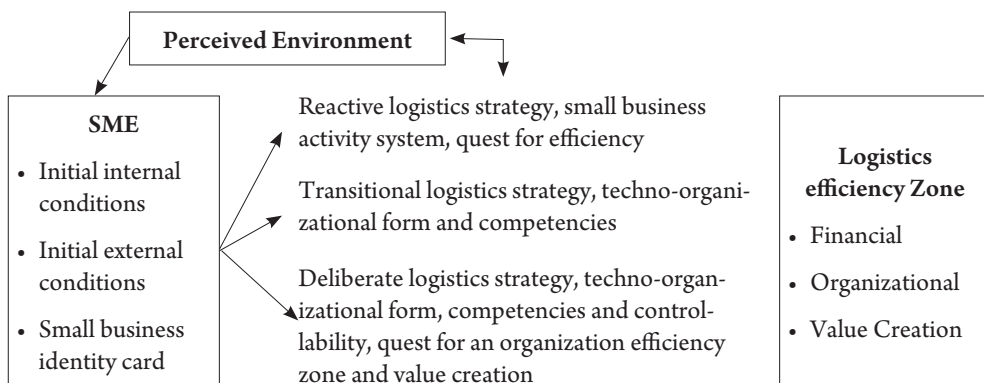 Perceived Environment
SME
• Initial internal
conditions
• Initial external
conditions
• Small business
identity card
Reactive logistics strategy, small business
activity system, quest for efficiency
Transitional logistics strategy, techno-organi-
zational form and competencies
Deliberate logistics strategy, techno-organ-
izational form, competencies and control-
lability, quest for an organization efficiency
zone and value creation
Logistics
efficiency Zone
• Financial
• Organizational
• Value Creation